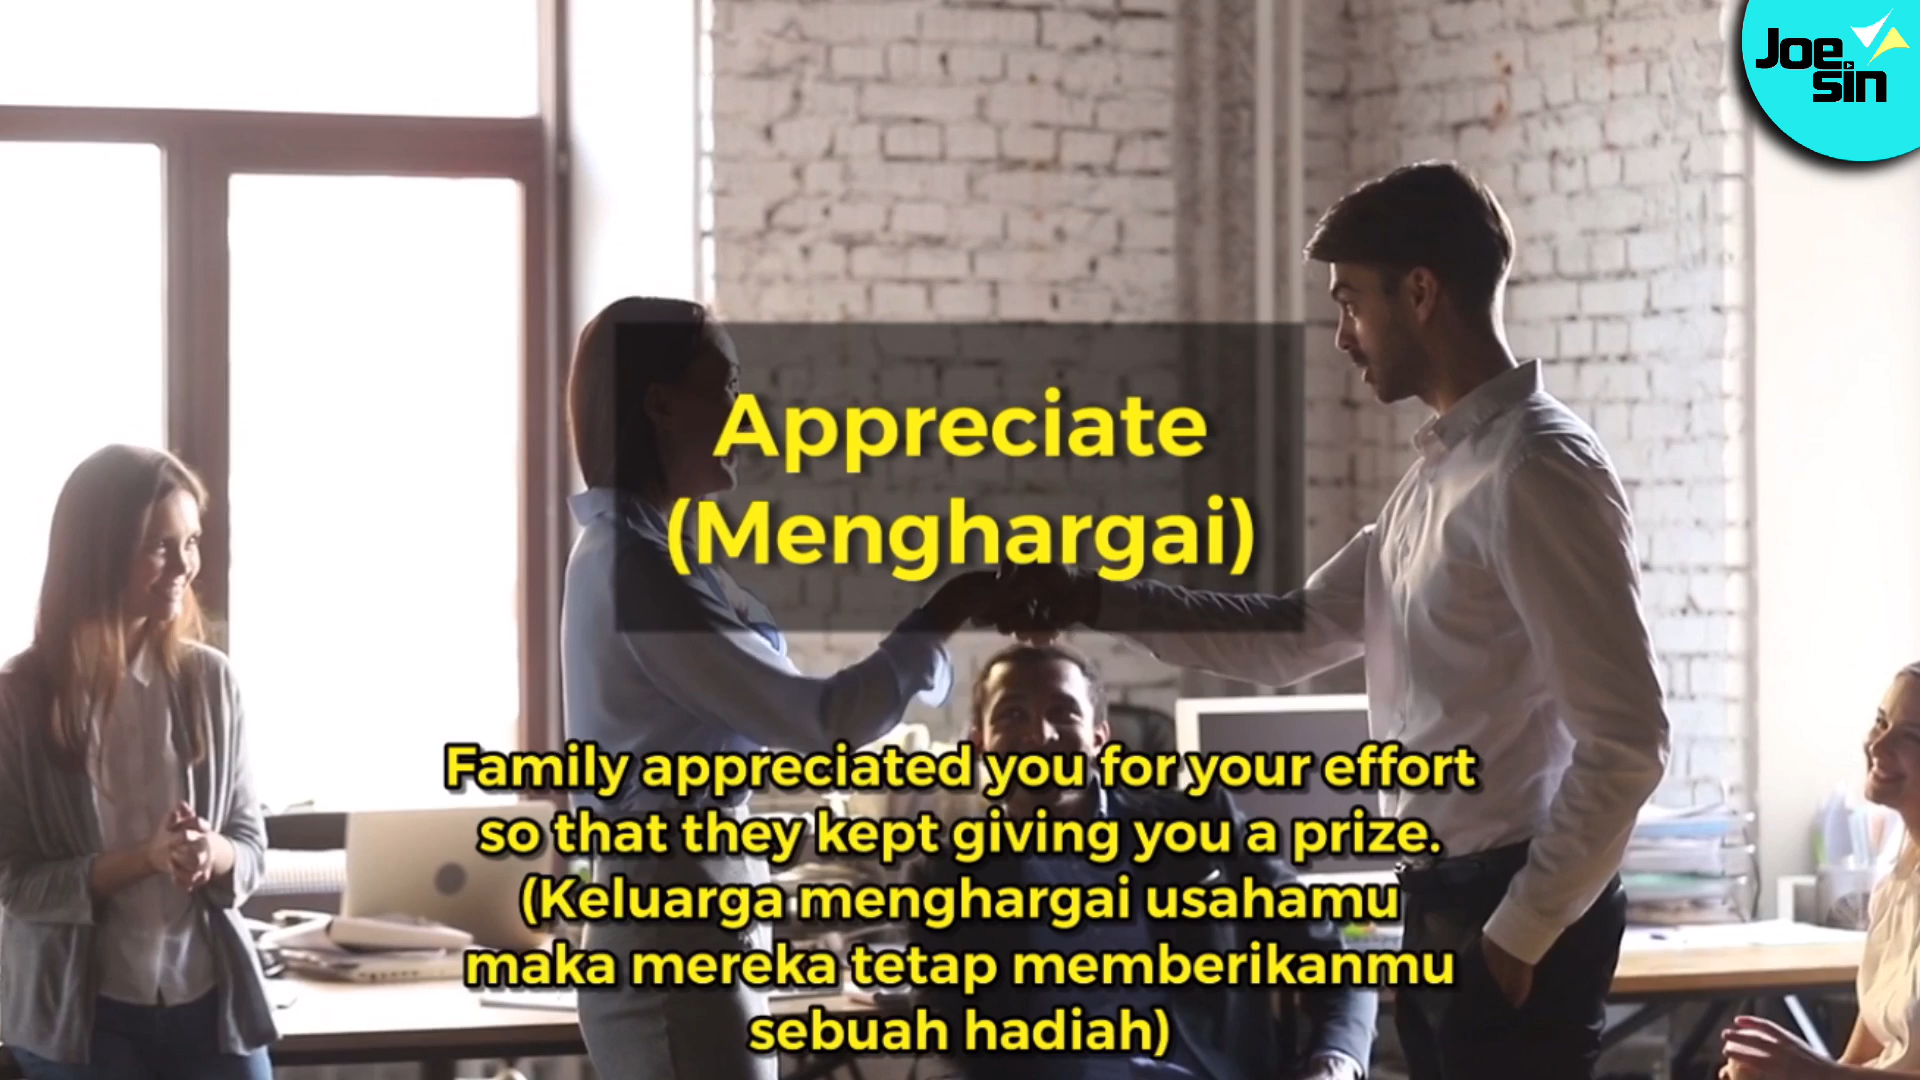 Joe
sin
Appreciate
(Menghargai)
Family appreciated you for your effort
so that they kept giving you a prize.
(Keluarga menghargai usahamu
maka mereka tetap memberikanmu
sebuah hadiah)